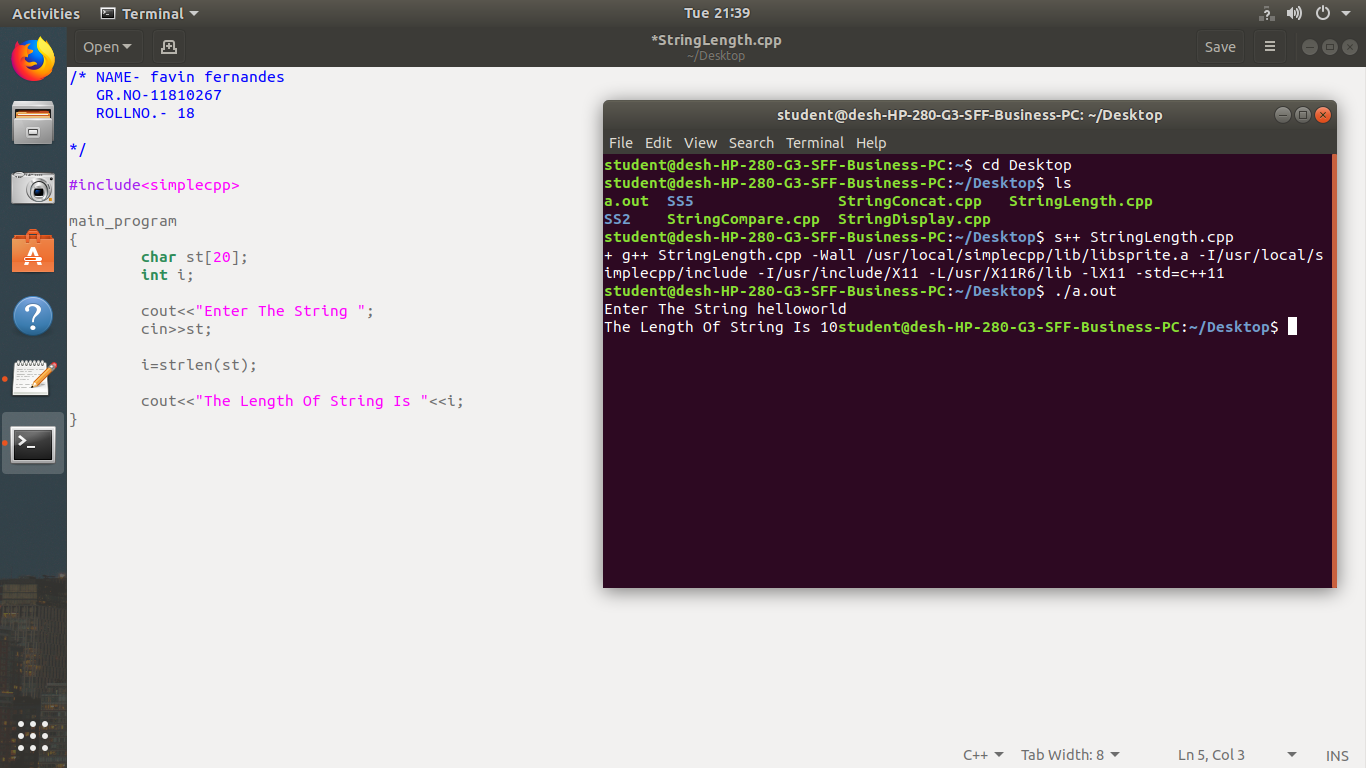 Activities Terminal Tue 21:39
Open *StringLength.cpp Save
~/Desktop
/* NAME- favin fernandes
GR.NO-11810267
ROLLNO.- 18
*/
#include<simplecpp>
main_program
{
char st[20];
int i;
cout<<"Enter The String ";
cin>>st;
i=strlen(st);
cout<<"The Length Of String Is "<<i;
}
student@desh-HP-280-G3-SFF-Business-PC: ~/Desktop
File Edit View Search Terminal Help
student@desh-HP-280-G3-SFF-Business-PC:~$ cd Desktop
student@desh-HP-280-G3-SFF-Business-PC:~/Desktop$ ls
a.out SS5 StringConcat.cpp StringLength.cpp
SS2 StringCompare.cpp StringDisplay.cpp
student@desh-HP-280-G3-SFF-Business-PC:~/Desktop$ s++ StringLength.cpp
+ g++ StringLength.cpp -Wall /usr/local/simplecpp/lib/libsprite.a -I/usr/local/s
implecpp/include -I/usr/include/X11 -L/usr/X11R6/lib -lX11 -std=c++11
student@desh-HP-280-G3-SFF-Business-PC:~/Desktop$ ./a.out
Enter The String helloworld
The Length Of String Is 10student@desh-HP-280-G3-SFF-Business-PC:~/Desktop$
C++ Tab Width: 8 Ln 5, Col 3 INS